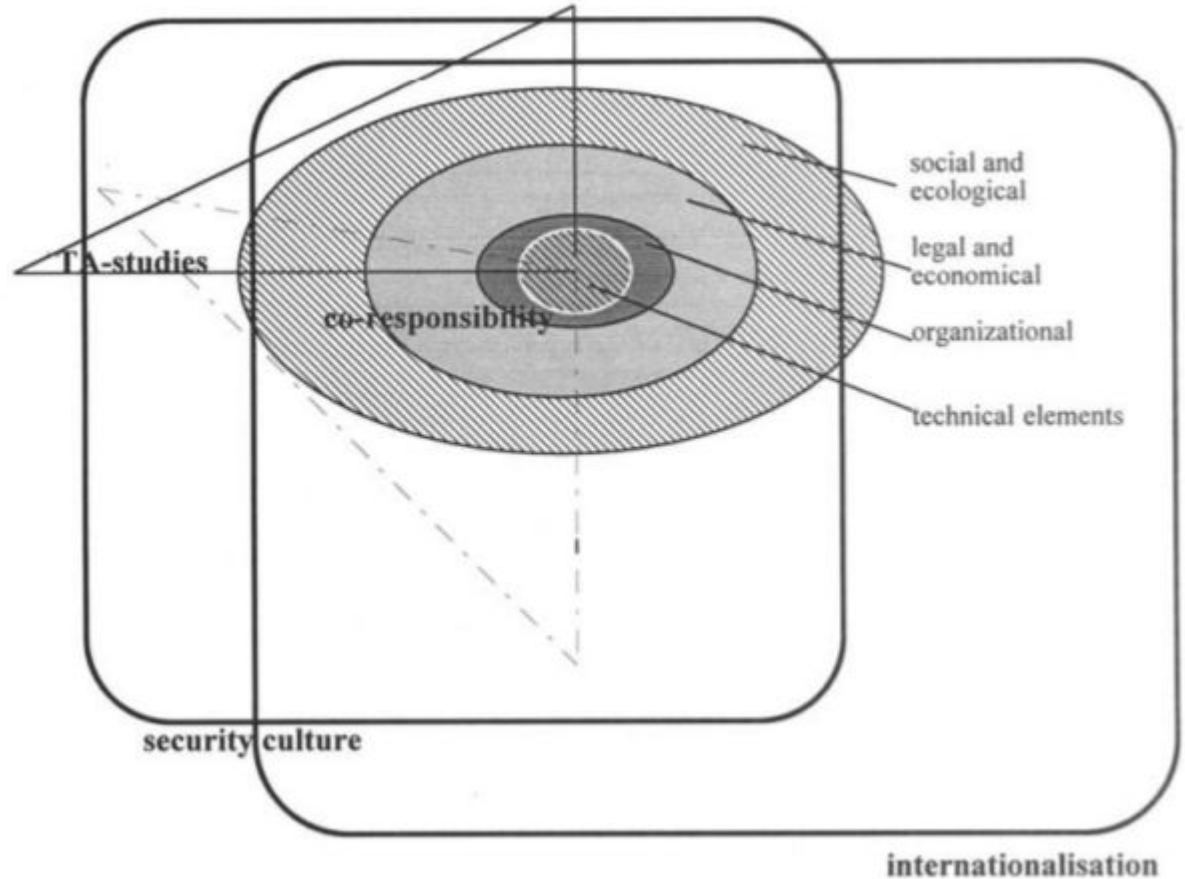 social and
ecological
legal and
economical
TA-studies
co-responsibility
organizational
technical elements
security culture
internationalisation